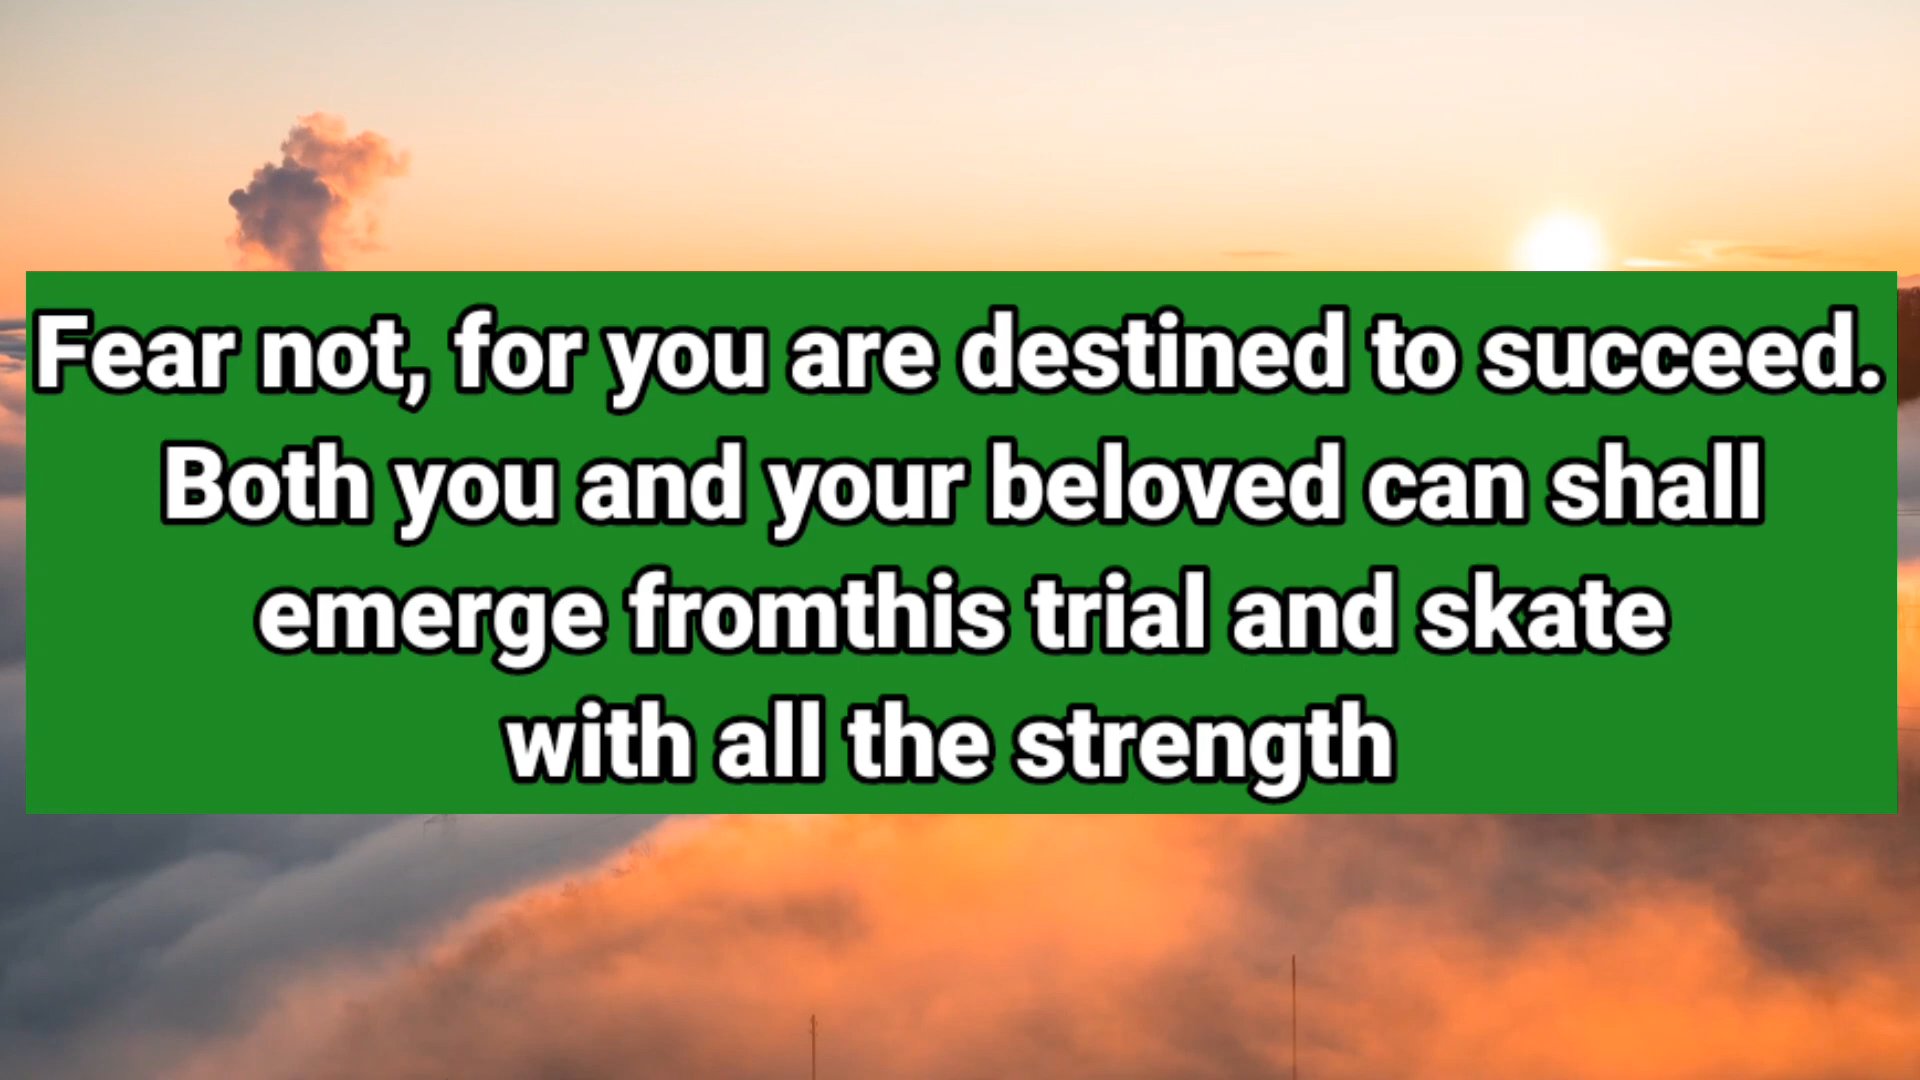 Fear not, for you are destined to succeed.
Both you and your beloved can shall
emerge fromthis trial and skate
with all the strength